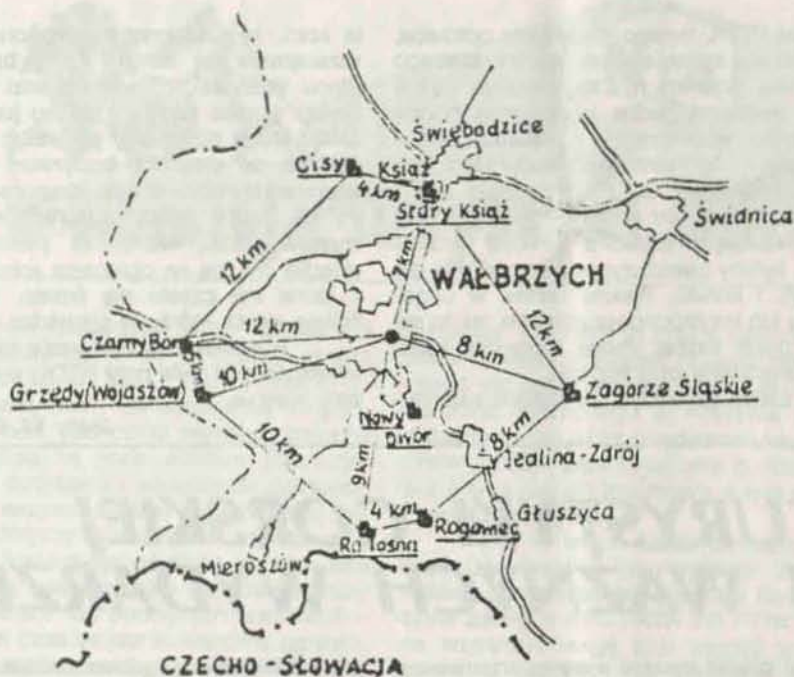 Świebodzice
Cisy
Książ
4 km
Stary Książ
Świdnica
12 km
7 km
WAŁBRZYCH
12 km
12 km
8 km
Czarny Bór
10 km
Grzędy (Wojaszów)
Zagórze Śląskie
Nowy
Dwór
8 km
Jedlina-Zdrój
10 km
9 km
4 km
Głuszyca
Rogowiec
Radosna
Mieroszów
CZECHO-SŁOWACJA